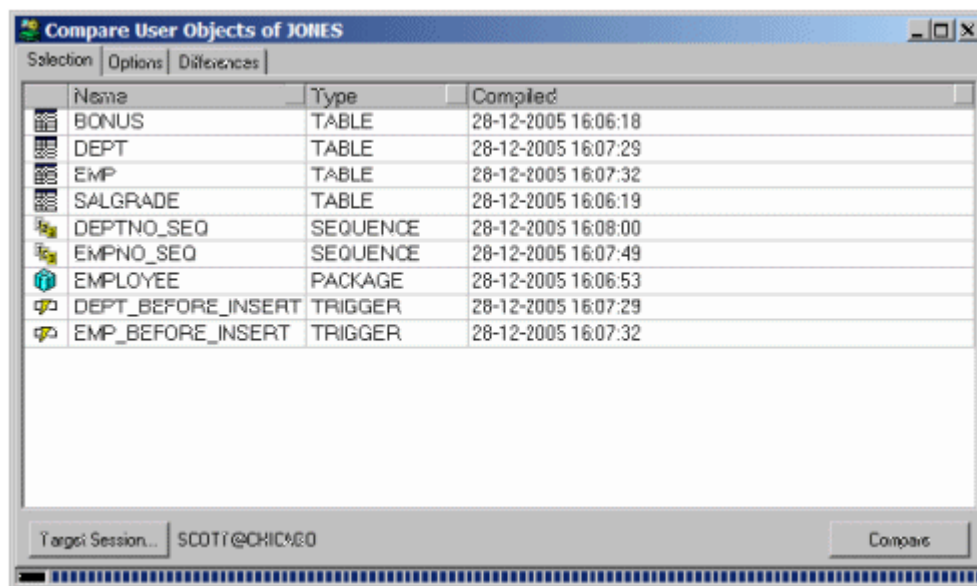 Compare User Objects of JONES
Selection Options Differences
Name Type Compiled
BONUS TABLE 28-12-2005 16:06:18
DEPT TABLE 28-12-2005 16:07:29
EMP TABLE 28-12-2005 16:07:32
SALGRADE TABLE 28-12-2005 16:06:19
DEPTNO_SEQ SEQUENCE 28-12-2005 16:08:00
EMPNO_SEQ SEQUENCE 28-12-2005 16:07:49
EMPLOYEE PACKAGE 28-12-2005 16:06:53
DEPT_BEFORE_INSERT TRIGGER 28-12-2005 16:07:29
EMP_BEFORE_INSERT TRIGGER 28-12-2005 16:07:32
Target Session... SCOTT@CHICAGO Compare